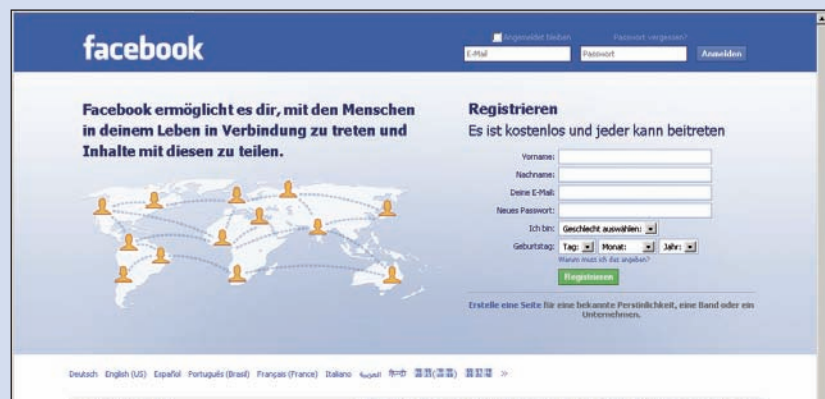 facebook
Angemeldet bleiben Passwort vergessen?
E-Mail Passwort Anmelden
Facebook ermöglicht es dir, mit den Menschen
in deinem Leben in Verbindung zu treten und
Inhalte mit diesen zu teilen.
Registrieren
Es ist kostenlos und jeder kann beitreten
Vorname:
Nachname:
Deine E-Mail:
Neues Passwort:
Ich bin: Geschlecht auswählen:
Geburtstag: Tag: Monat: Jahr:
Warum muss ich das angeben?
Registrieren
Erstelle eine Seite für eine bekannte Persönlichkeit, eine Band oder ein
Unternehmen.
Deutsch English (US) Español Português (Brasil) Français (France) Italiano العربية हिन्दी »